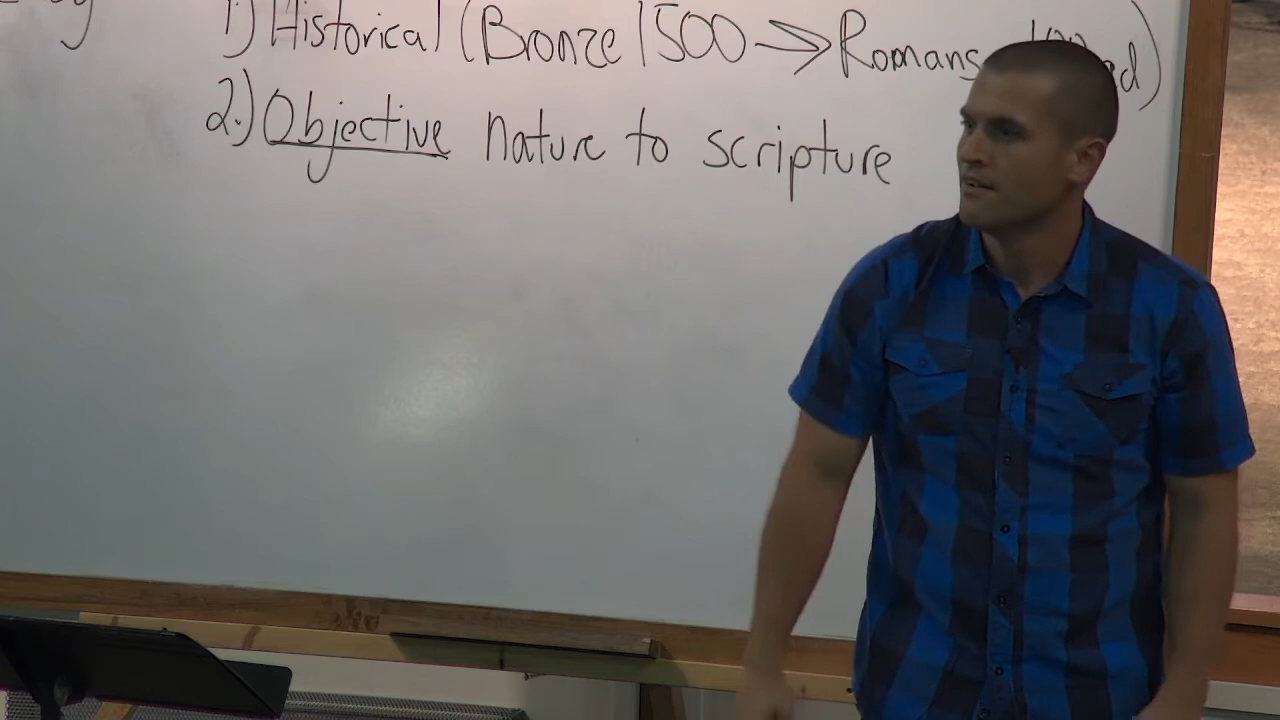 1) Historical (Bronze 1500 → Romans
2.) Objective nature to scripture